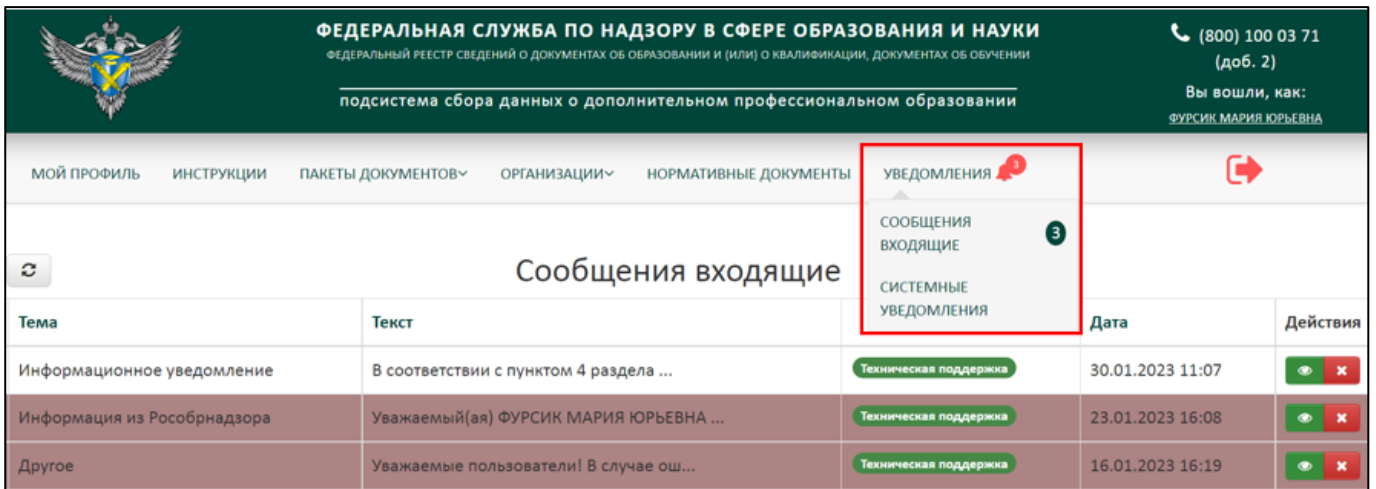 ФЕДЕРАЛЬНАЯ СЛУЖБА ПО НАДЗОРУ В СФЕРЕ ОБРАЗОВАНИЯ И НАУКИ
ФЕДЕРАЛЬНЫЙ РЕЕСТР СВЕДЕНИЙ О ДОКУМЕНТАХ ОБ ОБРАЗОВАНИИ И (ИЛИ) О КВАЛИФИКАЦИИ, ДОКУМЕНТАХ ОБ ОБУЧЕНИИ
подсистема сбора данных о дополнительном профессиональном образовании
(800) 100 03 71
(доб. 2)
Вы вошли, как:
ФУРСИК МАРИЯ ЮРЬЕВНА
МОЙ ПРОФИЛЬ ИНСТРУКЦИИ ПАКЕТЫ ДОКУМЕНТОВ ОРГАНИЗАЦИИ НОРМАТИВНЫЕ ДОКУМЕНТЫ УВЕДОМЛЕНИЯ 3
СООБЩЕНИЯ
ВХОДЯЩИЕ 3
СИСТЕМНЫЕ
УВЕДОМЛЕНИЯ
Сообщения входящие
Тема Текст Дата Действия
Информационное уведомление В соответствии с пунктом 4 раздела ... Техническая поддержка 30.01.2023 11:07
Информация из Рособрнадзора Уважаемый(ая) ФУРСИК МАРИЯ ЮРЬЕВНА ... Техническая поддержка 23.01.2023 16:08
Другое Уважаемые пользователи! В случае ош... Техническая поддержка 16.01.2023 16:19